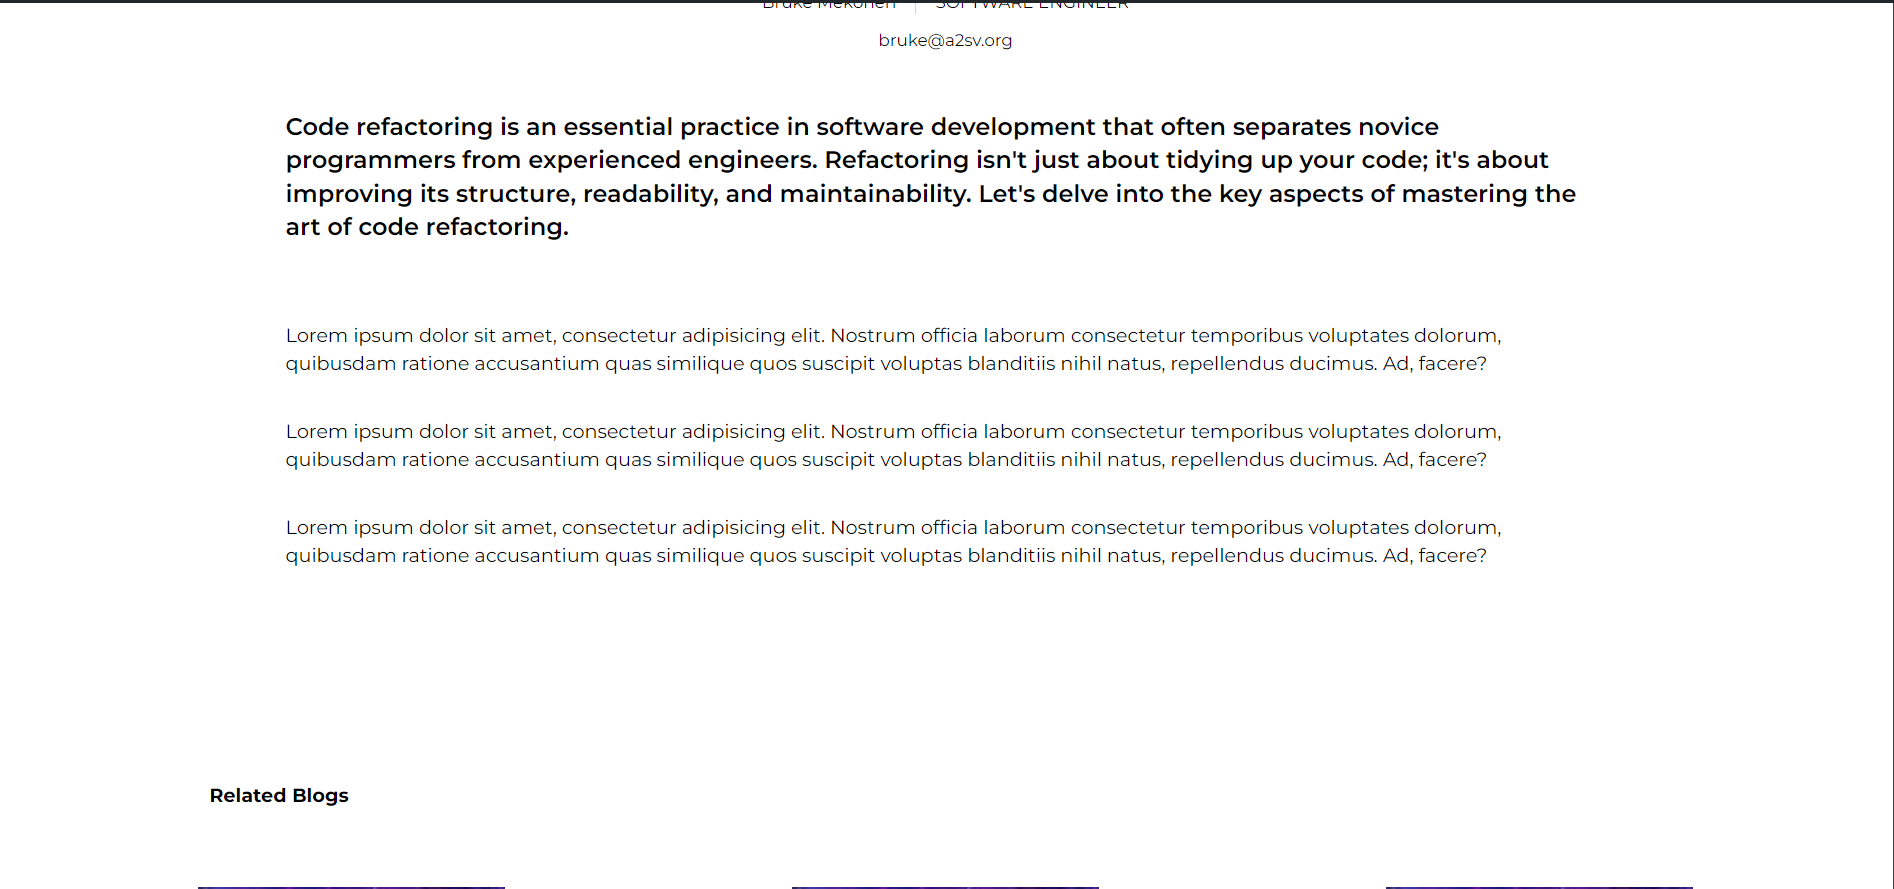 Bruke Mekonen SOFTWARE ENGINEER
bruke@a2sv.org
Code refactoring is an essential practice in software development that often separates novice
programmers from experienced engineers. Refactoring isn't just about tidying up your code; it's about
improving its structure, readability, and maintainability. Let's delve into the key aspects of mastering the
art of code refactoring.
Lorem ipsum dolor sit amet, consectetur adipisicing elit. Nostrum officia laborum consectetur temporibus voluptates dolorum,
quibusdam ratione accusantium quas similique quos suscipit voluptas blanditiis nihil natus, repellendus ducimus. Ad, facere?
Lorem ipsum dolor sit amet, consectetur adipisicing elit. Nostrum officia laborum consectetur temporibus voluptates dolorum,
quibusdam ratione accusantium quas similique quos suscipit voluptas blanditiis nihil natus, repellendus ducimus. Ad, facere?
Lorem ipsum dolor sit amet, consectetur adipisicing elit. Nostrum officia laborum consectetur temporibus voluptates dolorum,
quibusdam ratione accusantium quas similique quos suscipit voluptas blanditiis nihil natus, repellendus ducimus. Ad, facere?
Related Blogs